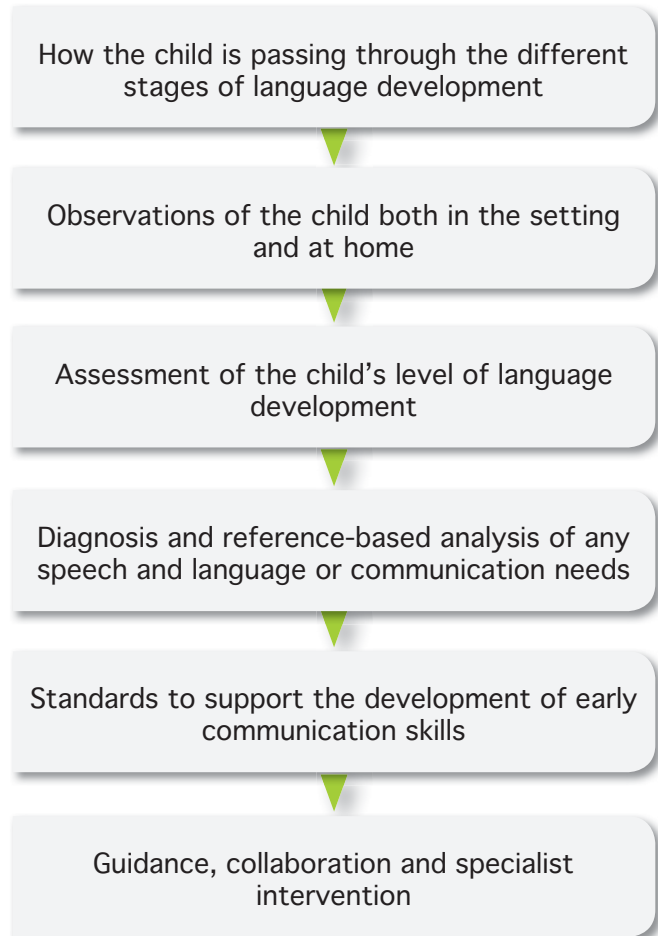 How the child is passing through the different
stages of language development
Observations of the child both in the setting
and at home
Assessment of the child’s level of language
development
Diagnosis and reference-based analysis of any
speech and language or communication needs
Standards to support the development of early
communication skills
Guidance, collaboration and specialist
intervention